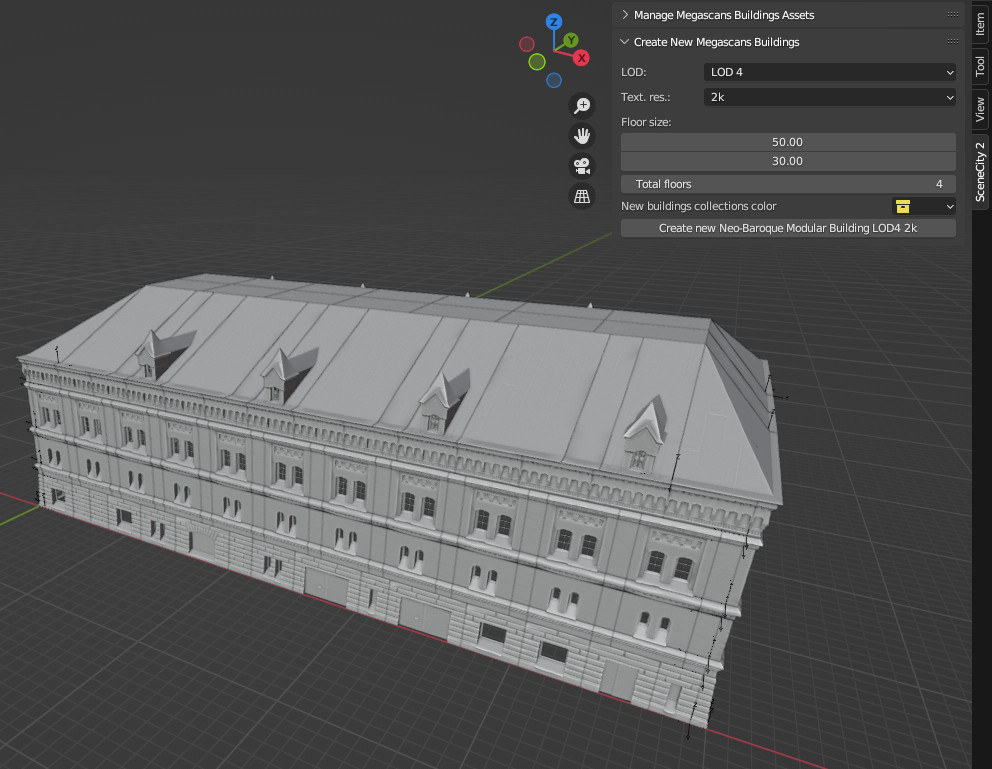 Manage Megascans Buildings Assets
Create New Megascans Buildings
LOD: LOD 4
Text. res.: 2k
Floor size:
50.00
30.00
Total floors 4
New buildings collections color
Create new Neo-Baroque Modular Building LOD4 2k
Item
Tool
View
SceneCity 2
Z
Y
X